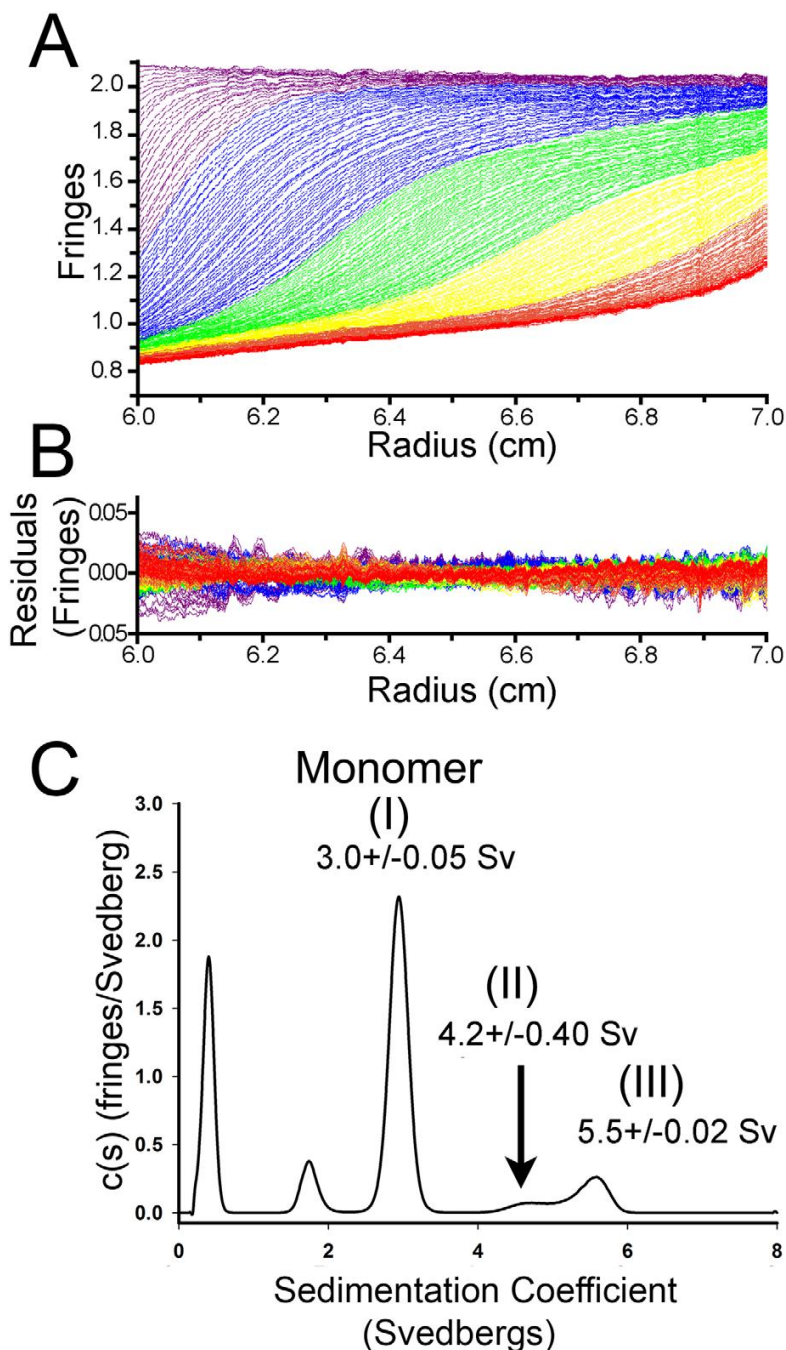 A
Fringes
2.0
1.8
1.6
1.4
1.2
1.0
0.8
6.0 6.2 6.4 6.6 6.8 7.0
Radius (cm)
B
Residuals
(Fringes)
0.05
0.00
0.05
6.0 6.2 6.4 6.6 6.8 7.0
Radius (cm)
C
Monomer
(I)
3.0+/-0.05 Sv
(II)
4.2+/-0.40 Sv
(III)
5.5+/-0.02 Sv
c(s) (fringes/Svedberg)
3.0
2.5
2.0
1.5
1.0
0.5
0.0
0 2 4 6 8
Sedimentation Coefficient
(Svedbergs)